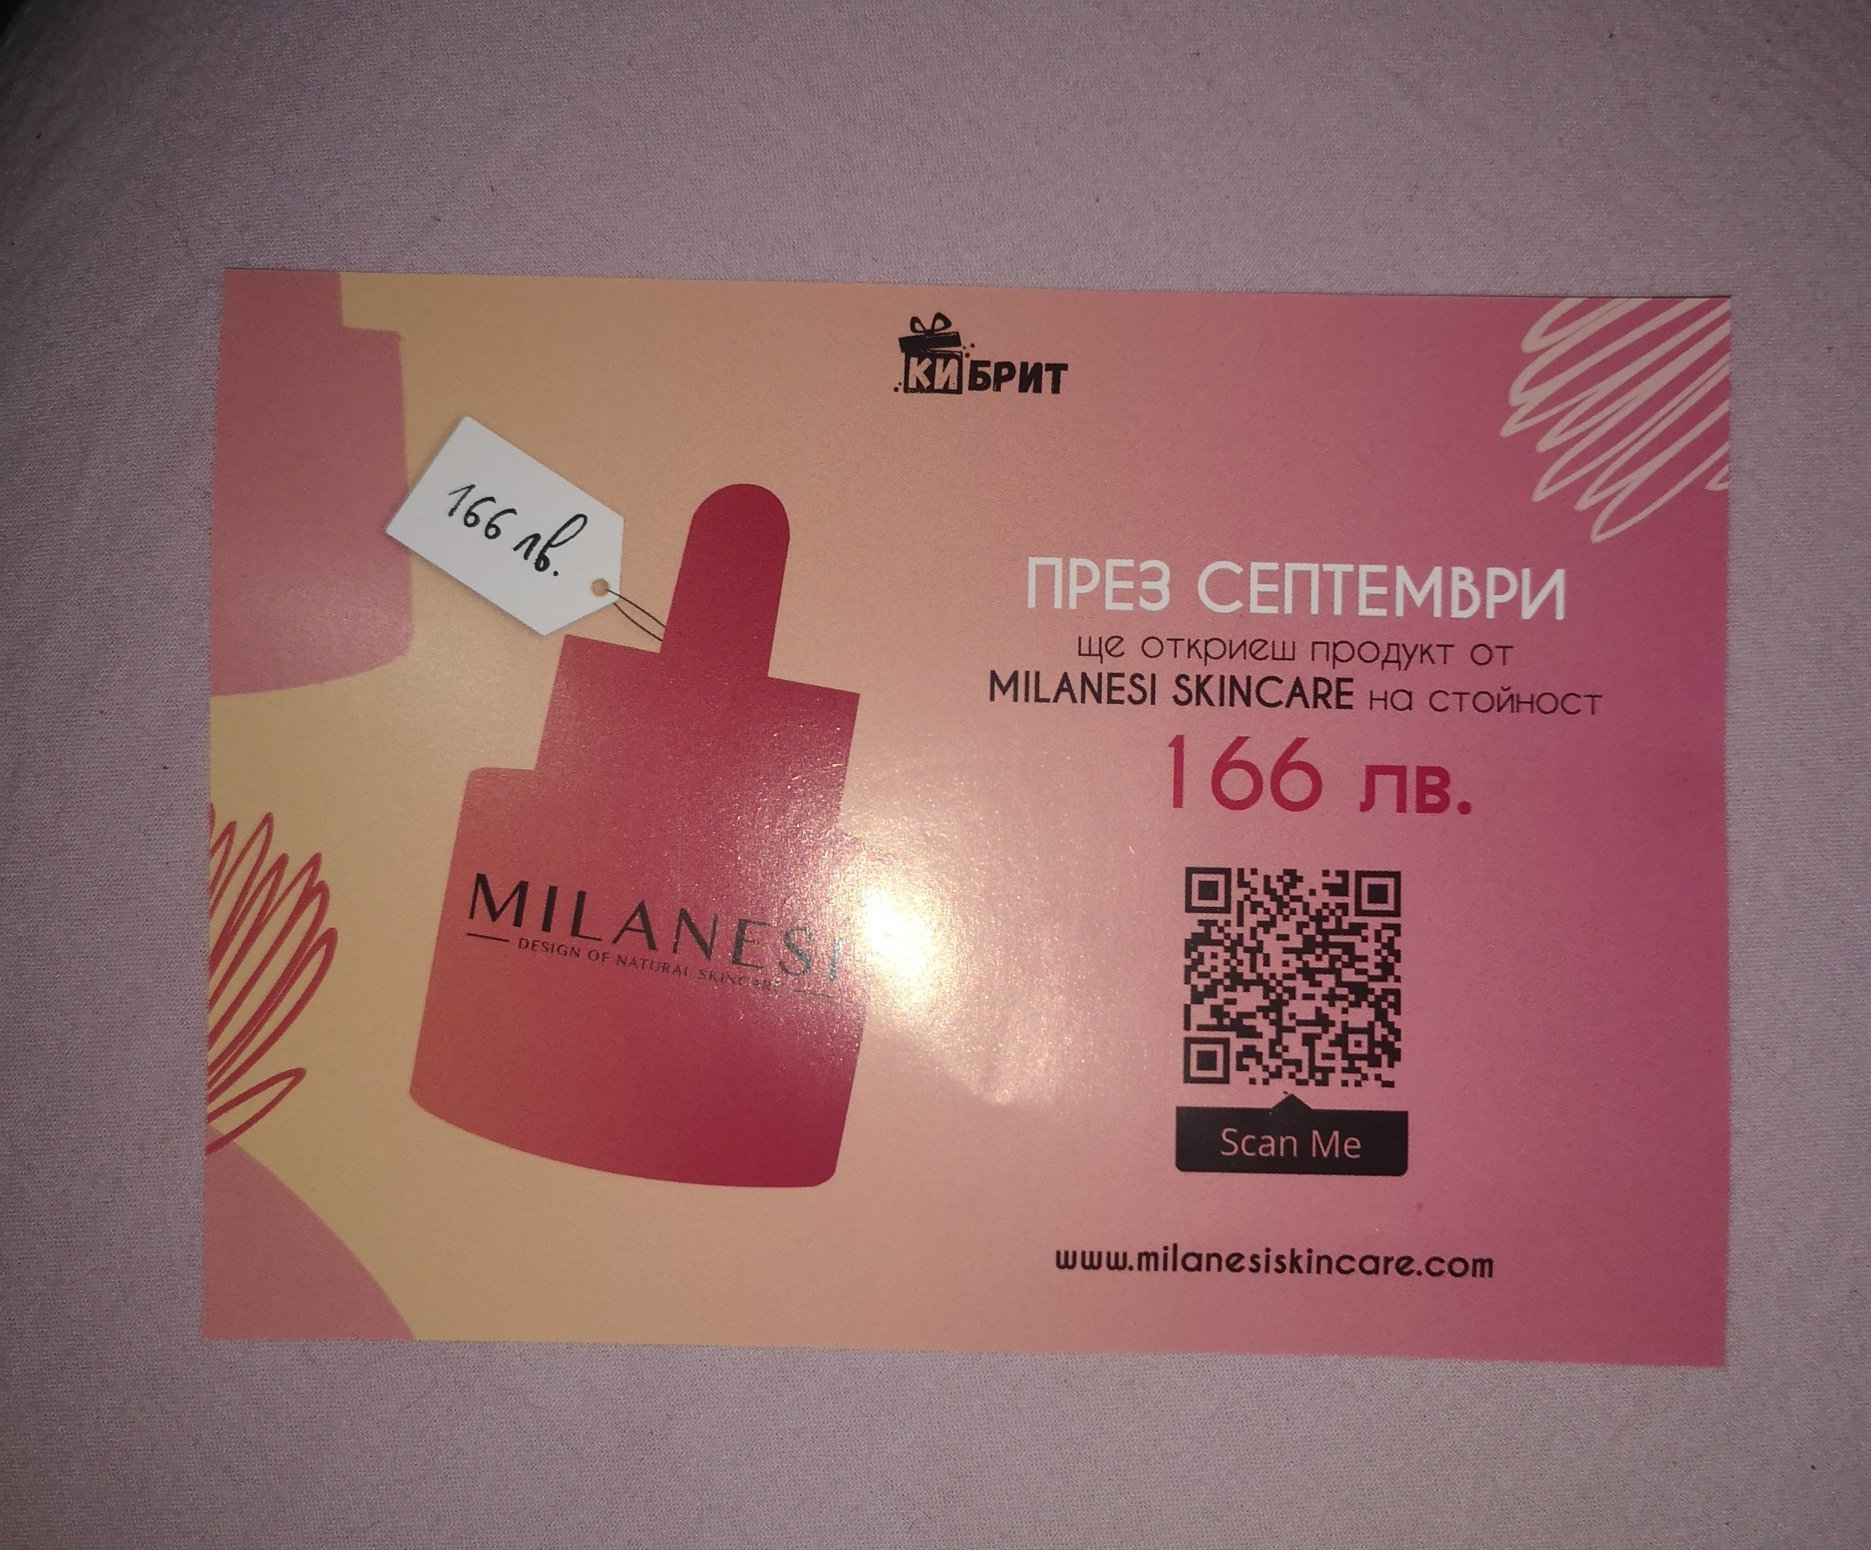 КИБРИТ
166 лв.
ПРЕЗ СЕПТЕМВРИ
ще откриеш продукт от
MILANESI SKINCARE на стойност
166 лв.
MILANESI
DESIGN OF NATURAL SKINCARE
Scan Me
www.milanesiskincare.com